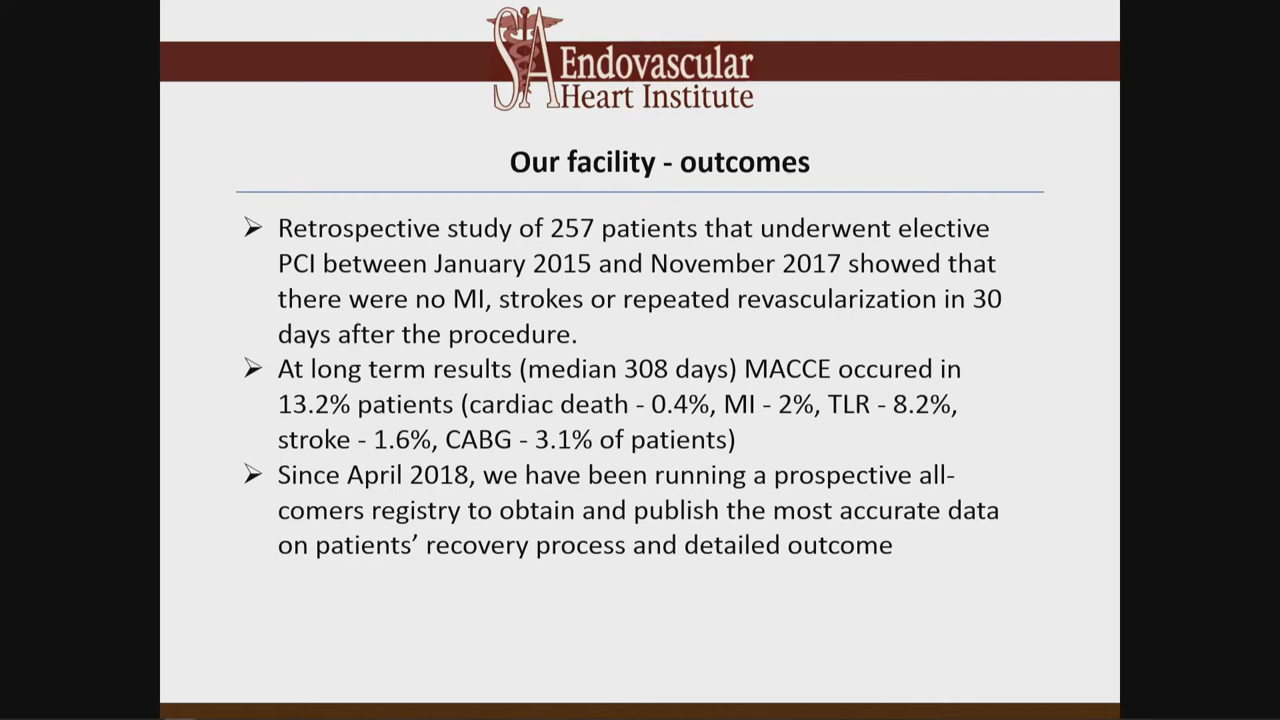 SA Endovascular
Heart Institute
Our facility - outcomes
➢ Retrospective study of 257 patients that underwent elective
PCI between January 2015 and November 2017 showed that
there were no MI, strokes or repeated revascularization in 30
days after the procedure.
➢ At long term results (median 308 days) MACCE occured in
13.2% patients (cardiac death - 0.4%, MI - 2%, TLR - 8.2%,
stroke - 1.6%, CABG - 3.1% of patients)
➢ Since April 2018, we have been running a prospective all-
comers registry to obtain and publish the most accurate data
on patients’ recovery process and detailed outcome